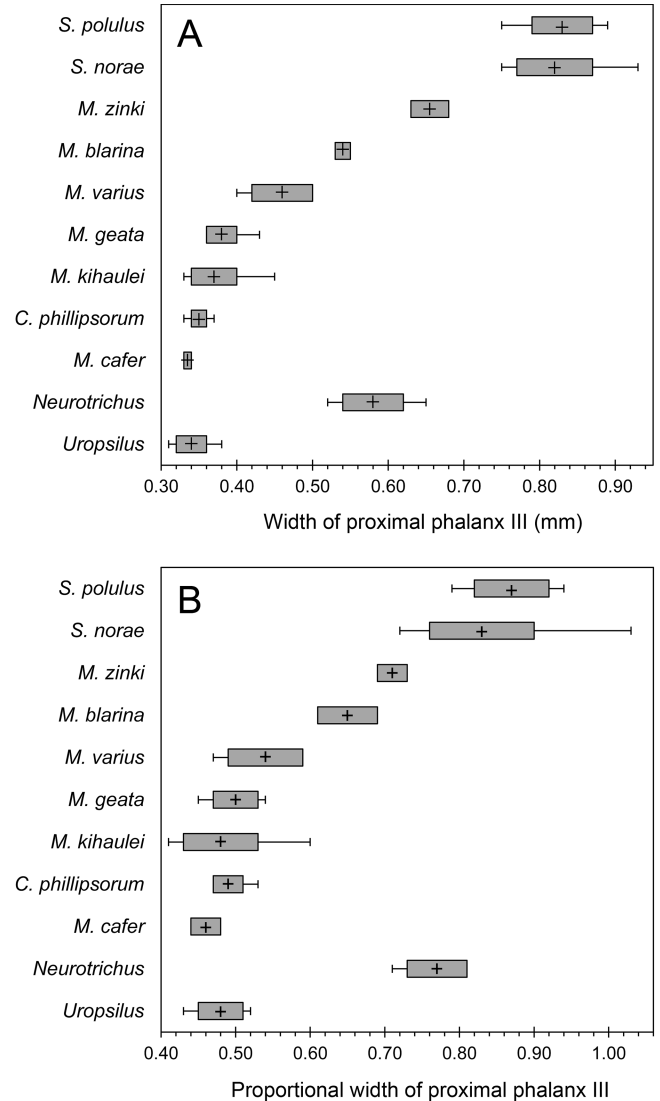 A
S. polulus
S. norae
M. zinki
M. blarina
M. varius
M. geata
M. kihaulei
C. phillipsorum
M. cafer
Neurotrichus
Uropsilus
0.30 0.40 0.50 0.60 0.70 0.80 0.90
Width of proximal phalanx III (mm)
B
S. polulus
S. norae
M. zinki
M. blarina
M. varius
M. geata
M. kihaulei
C. phillipsorum
M. cafer
Neurotrichus
Uropsilus
0.40 0.50 0.60 0.70 0.80 0.90 1.00
Proportional width of proximal phalanx III